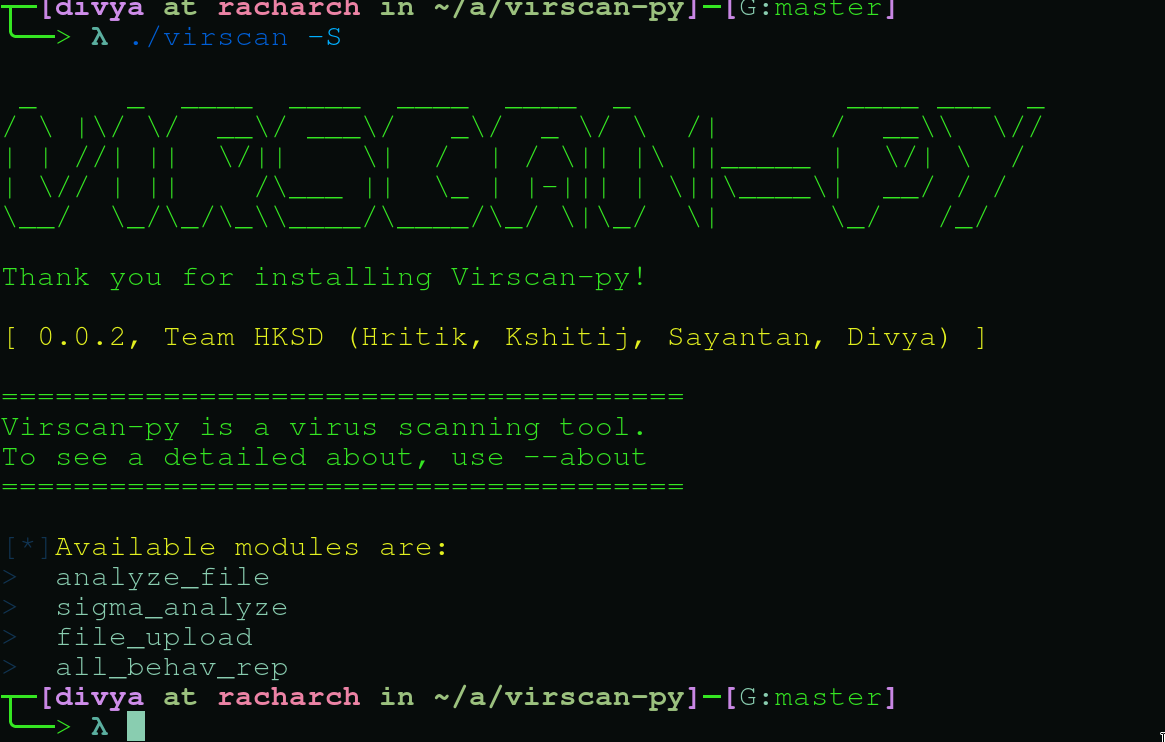 [divya at racharch in ~/a/virscan-py]─[G:master]
> λ ./virscan -S
VIRSCAN-PY
Thank you for installing Virscan-py!
[ 0.0.2, Team HKSD (Hritik, Kshitij, Sayantan, Divya) ]
======================================
Virscan-py is a virus scanning tool.
To see a detailed about, use --about
======================================
[*]Available modules are:
>  analyze_file
>  sigma_analyze
>  file_upload
>  all_behav_rep
[divya at racharch in ~/a/virscan-py]─[G:master]
> λ